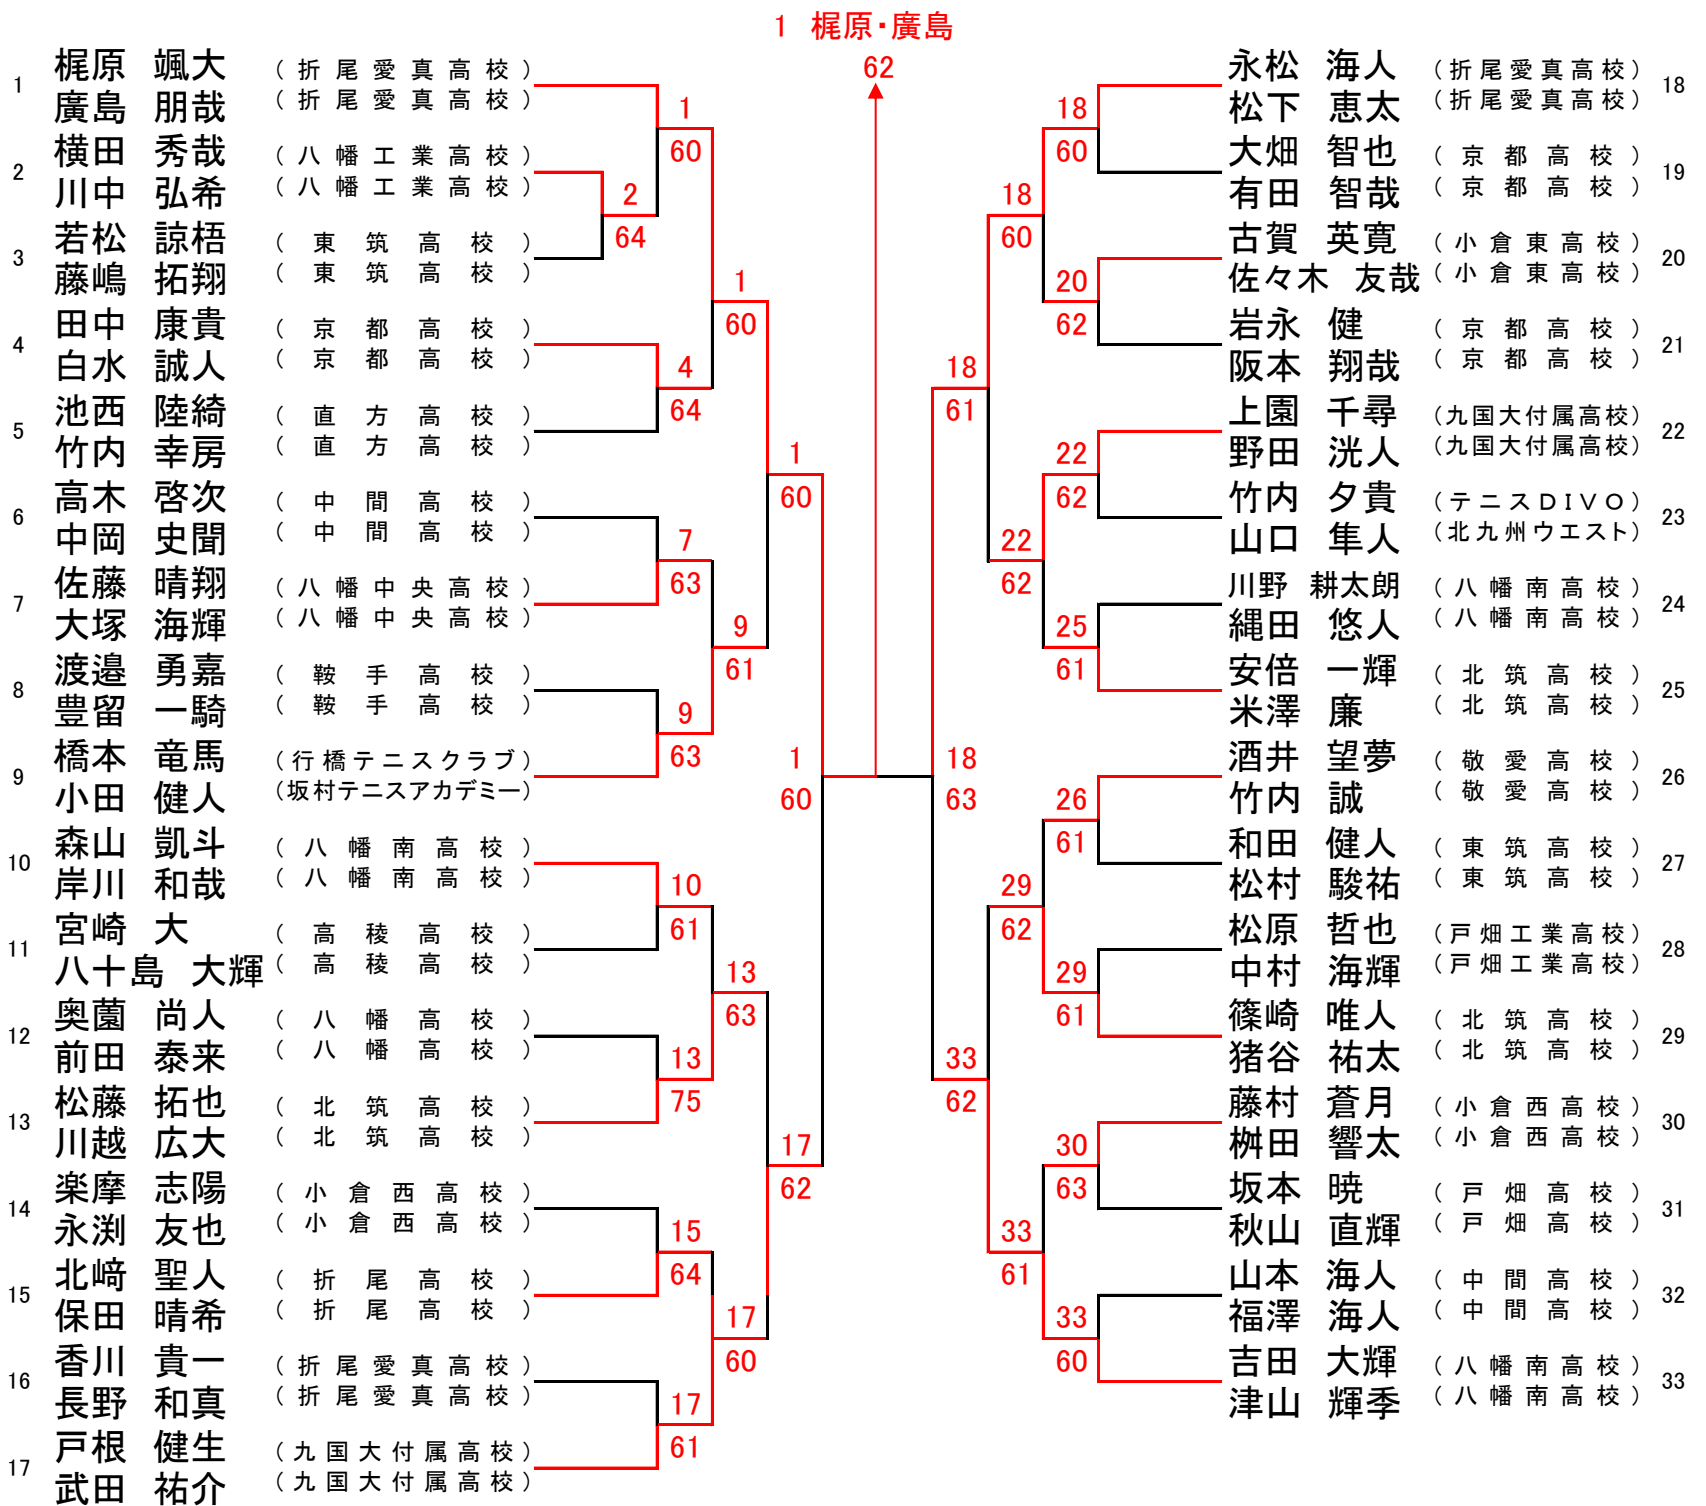 1 梶原・廣島
62
1
梶原 颯大 (折尾愛真高校)
廣島 朋哉 (折尾愛真高校)
2
横田 秀哉 (八幡工業高校)
川中 弘希 (八幡工業高校)
3
若松 諒梧 (東筑高校)
藤嶋 拓翔 (東筑高校)
4
田中 康貴 (京都高校)
白水 誠人 (京都高校)
5
池西 陸綺 (直方高校)
竹内 幸房 (直方高校)
6
高木 啓次 (中間高校)
中岡 史聞 (中間高校)
7
佐藤 晴翔 (八幡中央高校)
大塚 海輝 (八幡中央高校)
8
渡邉 勇嘉 (鞍手高校)
豊留 一騎 (鞍手高校)
9
橋本 竜馬 (行橋テニスクラブ)
小田 健人 (坂村テニスアカデミー)
10
森山 凱斗 (八幡南高校)
岸川 和哉 (八幡南高校)
11
宮崎 大 (高稜高校)
八十島 大輝 (高稜高校)
12
奥薗 尚人 (八幡高校)
前田 泰来 (八幡高校)
13
松藤 拓也 (北筑高校)
川越 広大 (北筑高校)
14
楽摩 志陽 (小倉西高校)
永渕 友也 (小倉西高校)
15
北﨑 聖人 (折尾高校)
保田 晴希 (折尾高校)
16
香川 貴一 (折尾愛真高校)
長野 和真 (折尾愛真高校)
17
戸根 健生 (九国大付属高校)
武田 祐介 (九国大付属高校)
2
64
1
60
4
64
7
63
9
63
10
61
13
75
15
64
17
61
1
60
9
61
13
63
17
60
1
60
17
62
1
60
18
63
18
61
33
62
18
60
22
62
29
62
33
61
18
60
20
62
22
62
25
61
26
61
29
61
30
63
33
60
永松 海人 (折尾愛真高校)
松下 恵太 (折尾愛真高校)
18
大畑 智也 (京都高校)
有田 智哉 (京都高校)
19
古賀 英寛 (小倉東高校)
佐々木 友哉 (小倉東高校)
20
岩永 健 (京都高校)
阪本 翔哉 (京都高校)
21
上園 千尋 (九国大付属高校)
野田 洸人 (九国大付属高校)
22
竹内 夕貴 (テニスDIVO)
山口 隼人 (北九州ウエスト)
23
川野 耕太朗 (八幡南高校)
縄田 悠人 (八幡南高校)
24
安倍 一輝 (北筑高校)
米澤 廉 (北筑高校)
25
酒井 望夢 (敬愛高校)
竹内 誠 (敬愛高校)
26
和田 健人 (東筑高校)
松村 駿祐 (東筑高校)
27
松原 哲也 (戸畑工業高校)
中村 海輝 (戸畑工業高校)
28
篠崎 唯人 (北筑高校)
猪谷 祐太 (北筑高校)
29
藤村 蒼月 (小倉西高校)
桝田 響太 (小倉西高校)
30
坂本 暁 (戸畑高校)
秋山 直輝 (戸畑高校)
31
山本 海人 (中間高校)
福澤 海人 (中間高校)
32
吉田 大輝 (八幡南高校)
津山 輝季 (八幡南高校)
33